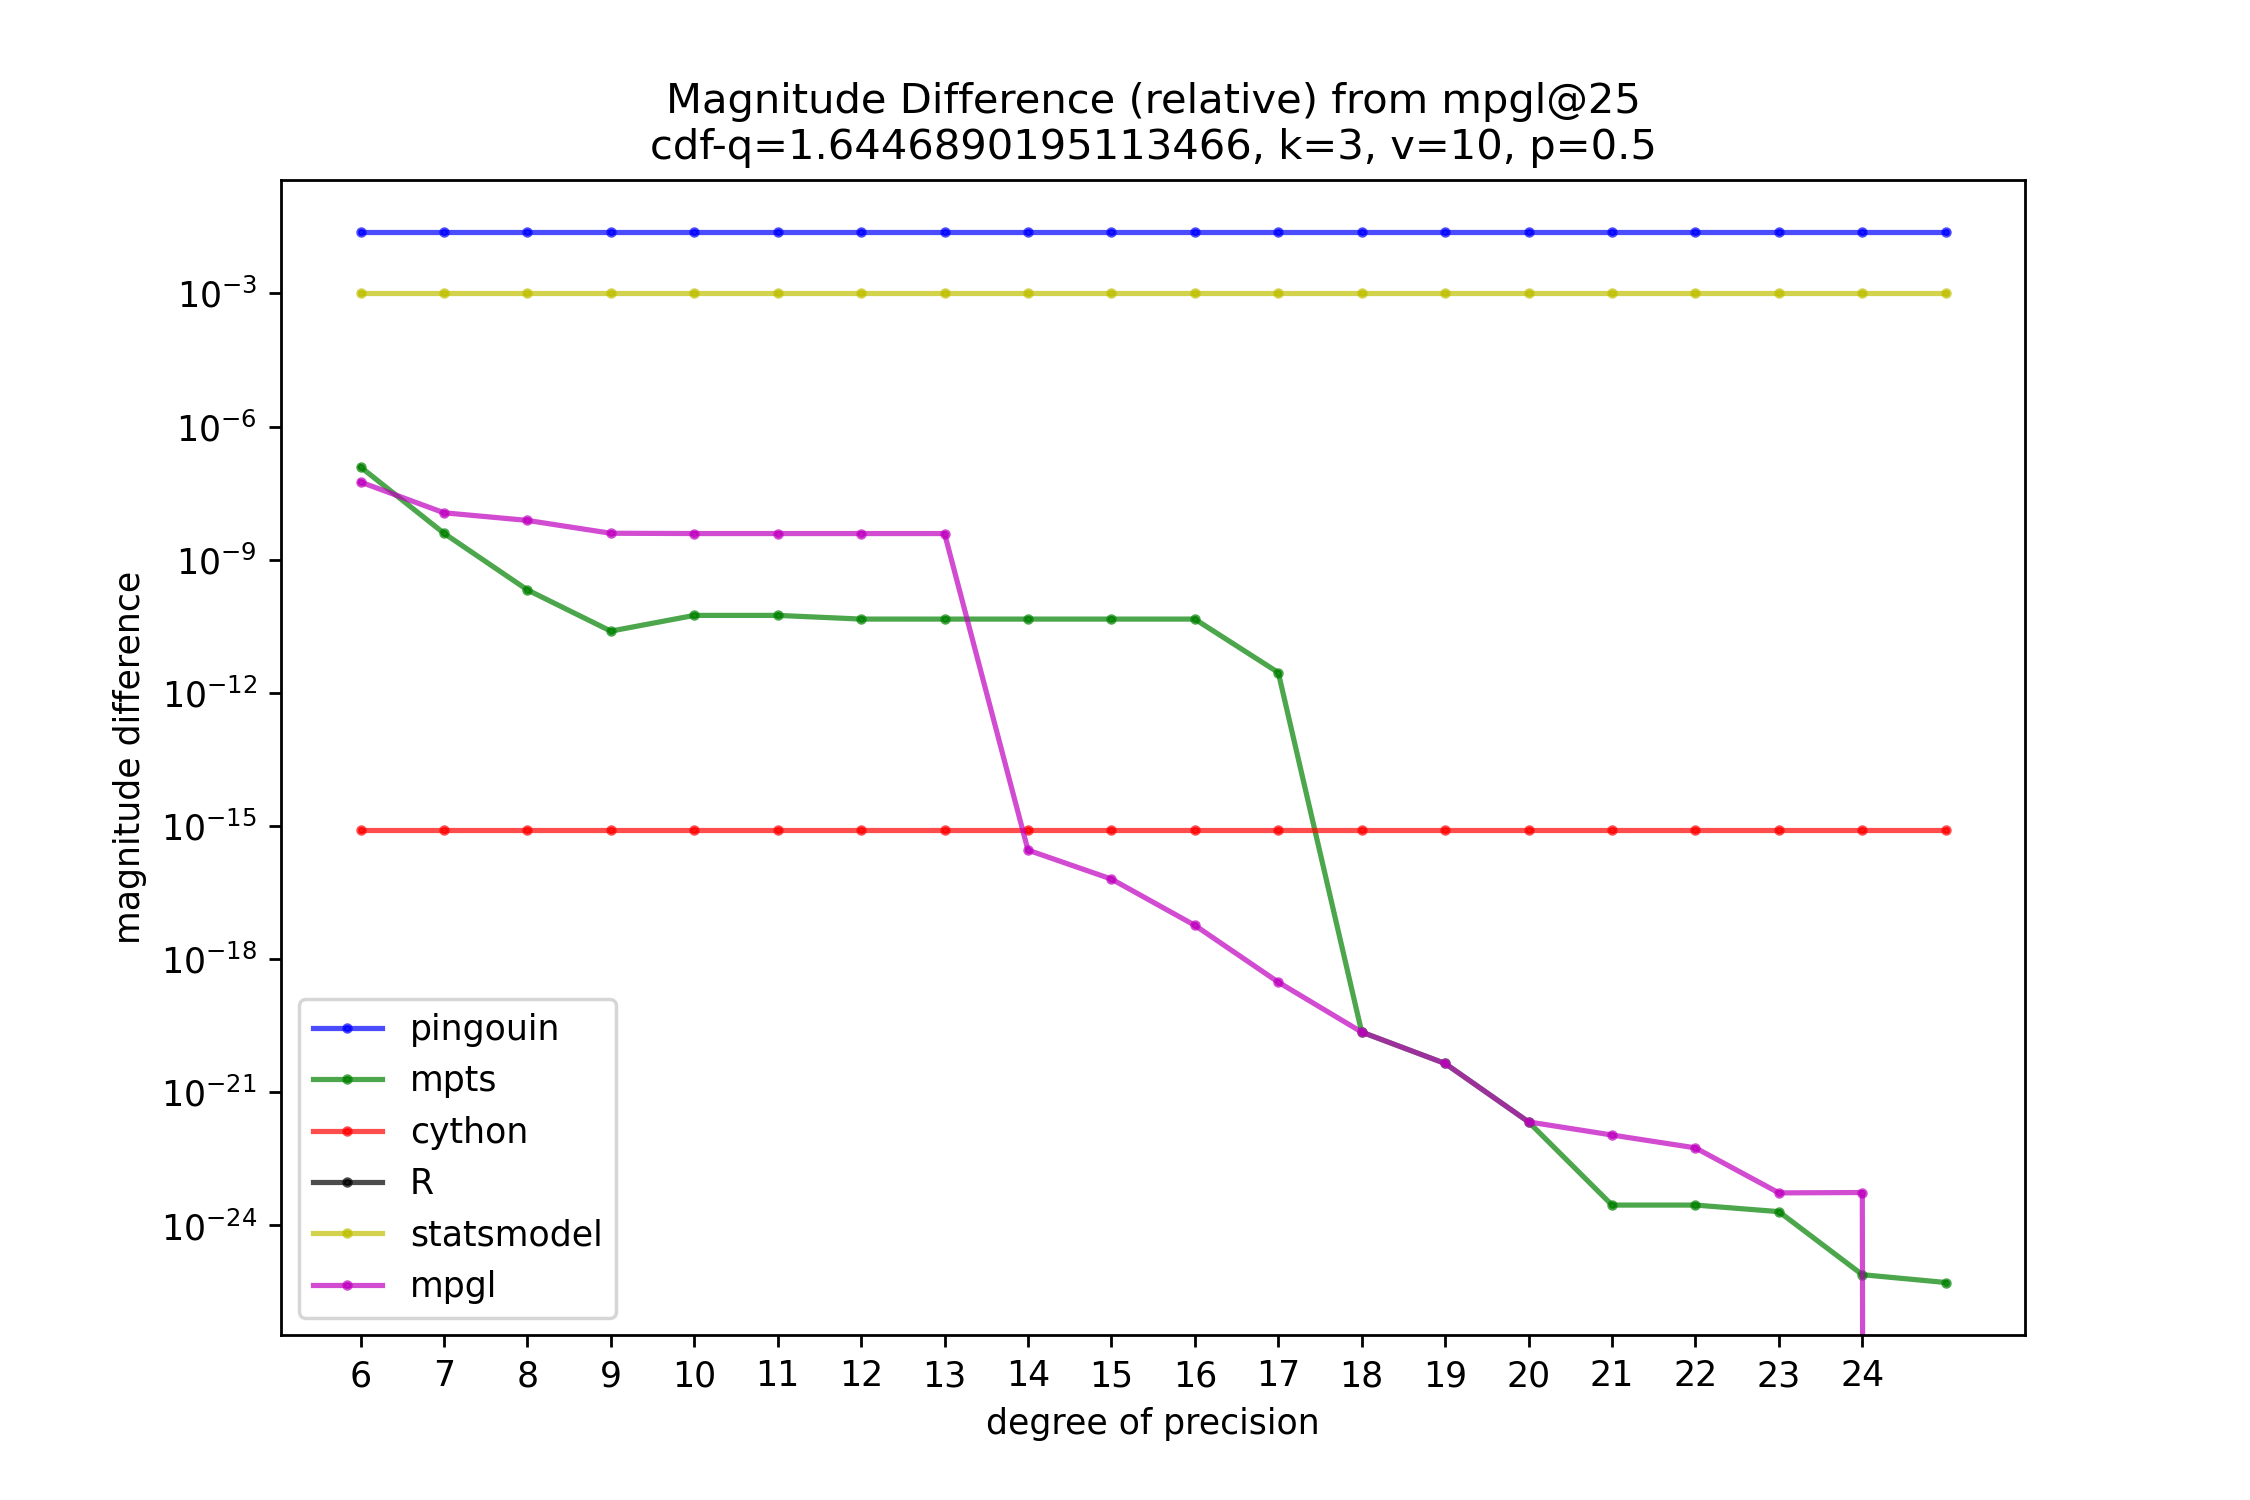 Magnitude Difference (relative) from mpgl@25
cdf-q=1.6446890195113466, k=3, v=10, p=0.5
magnitude difference
10⁻³
10⁻⁶
10⁻⁹
10⁻¹²
10⁻¹⁵
10⁻¹⁸
10⁻²¹
10⁻²⁴
pingouin
mpts
cython
R
statsmodel
mpgl
6 7 8 9 10 11 12 13 14 15 16 17 18 19 20 21 22 23 24
degree of precision